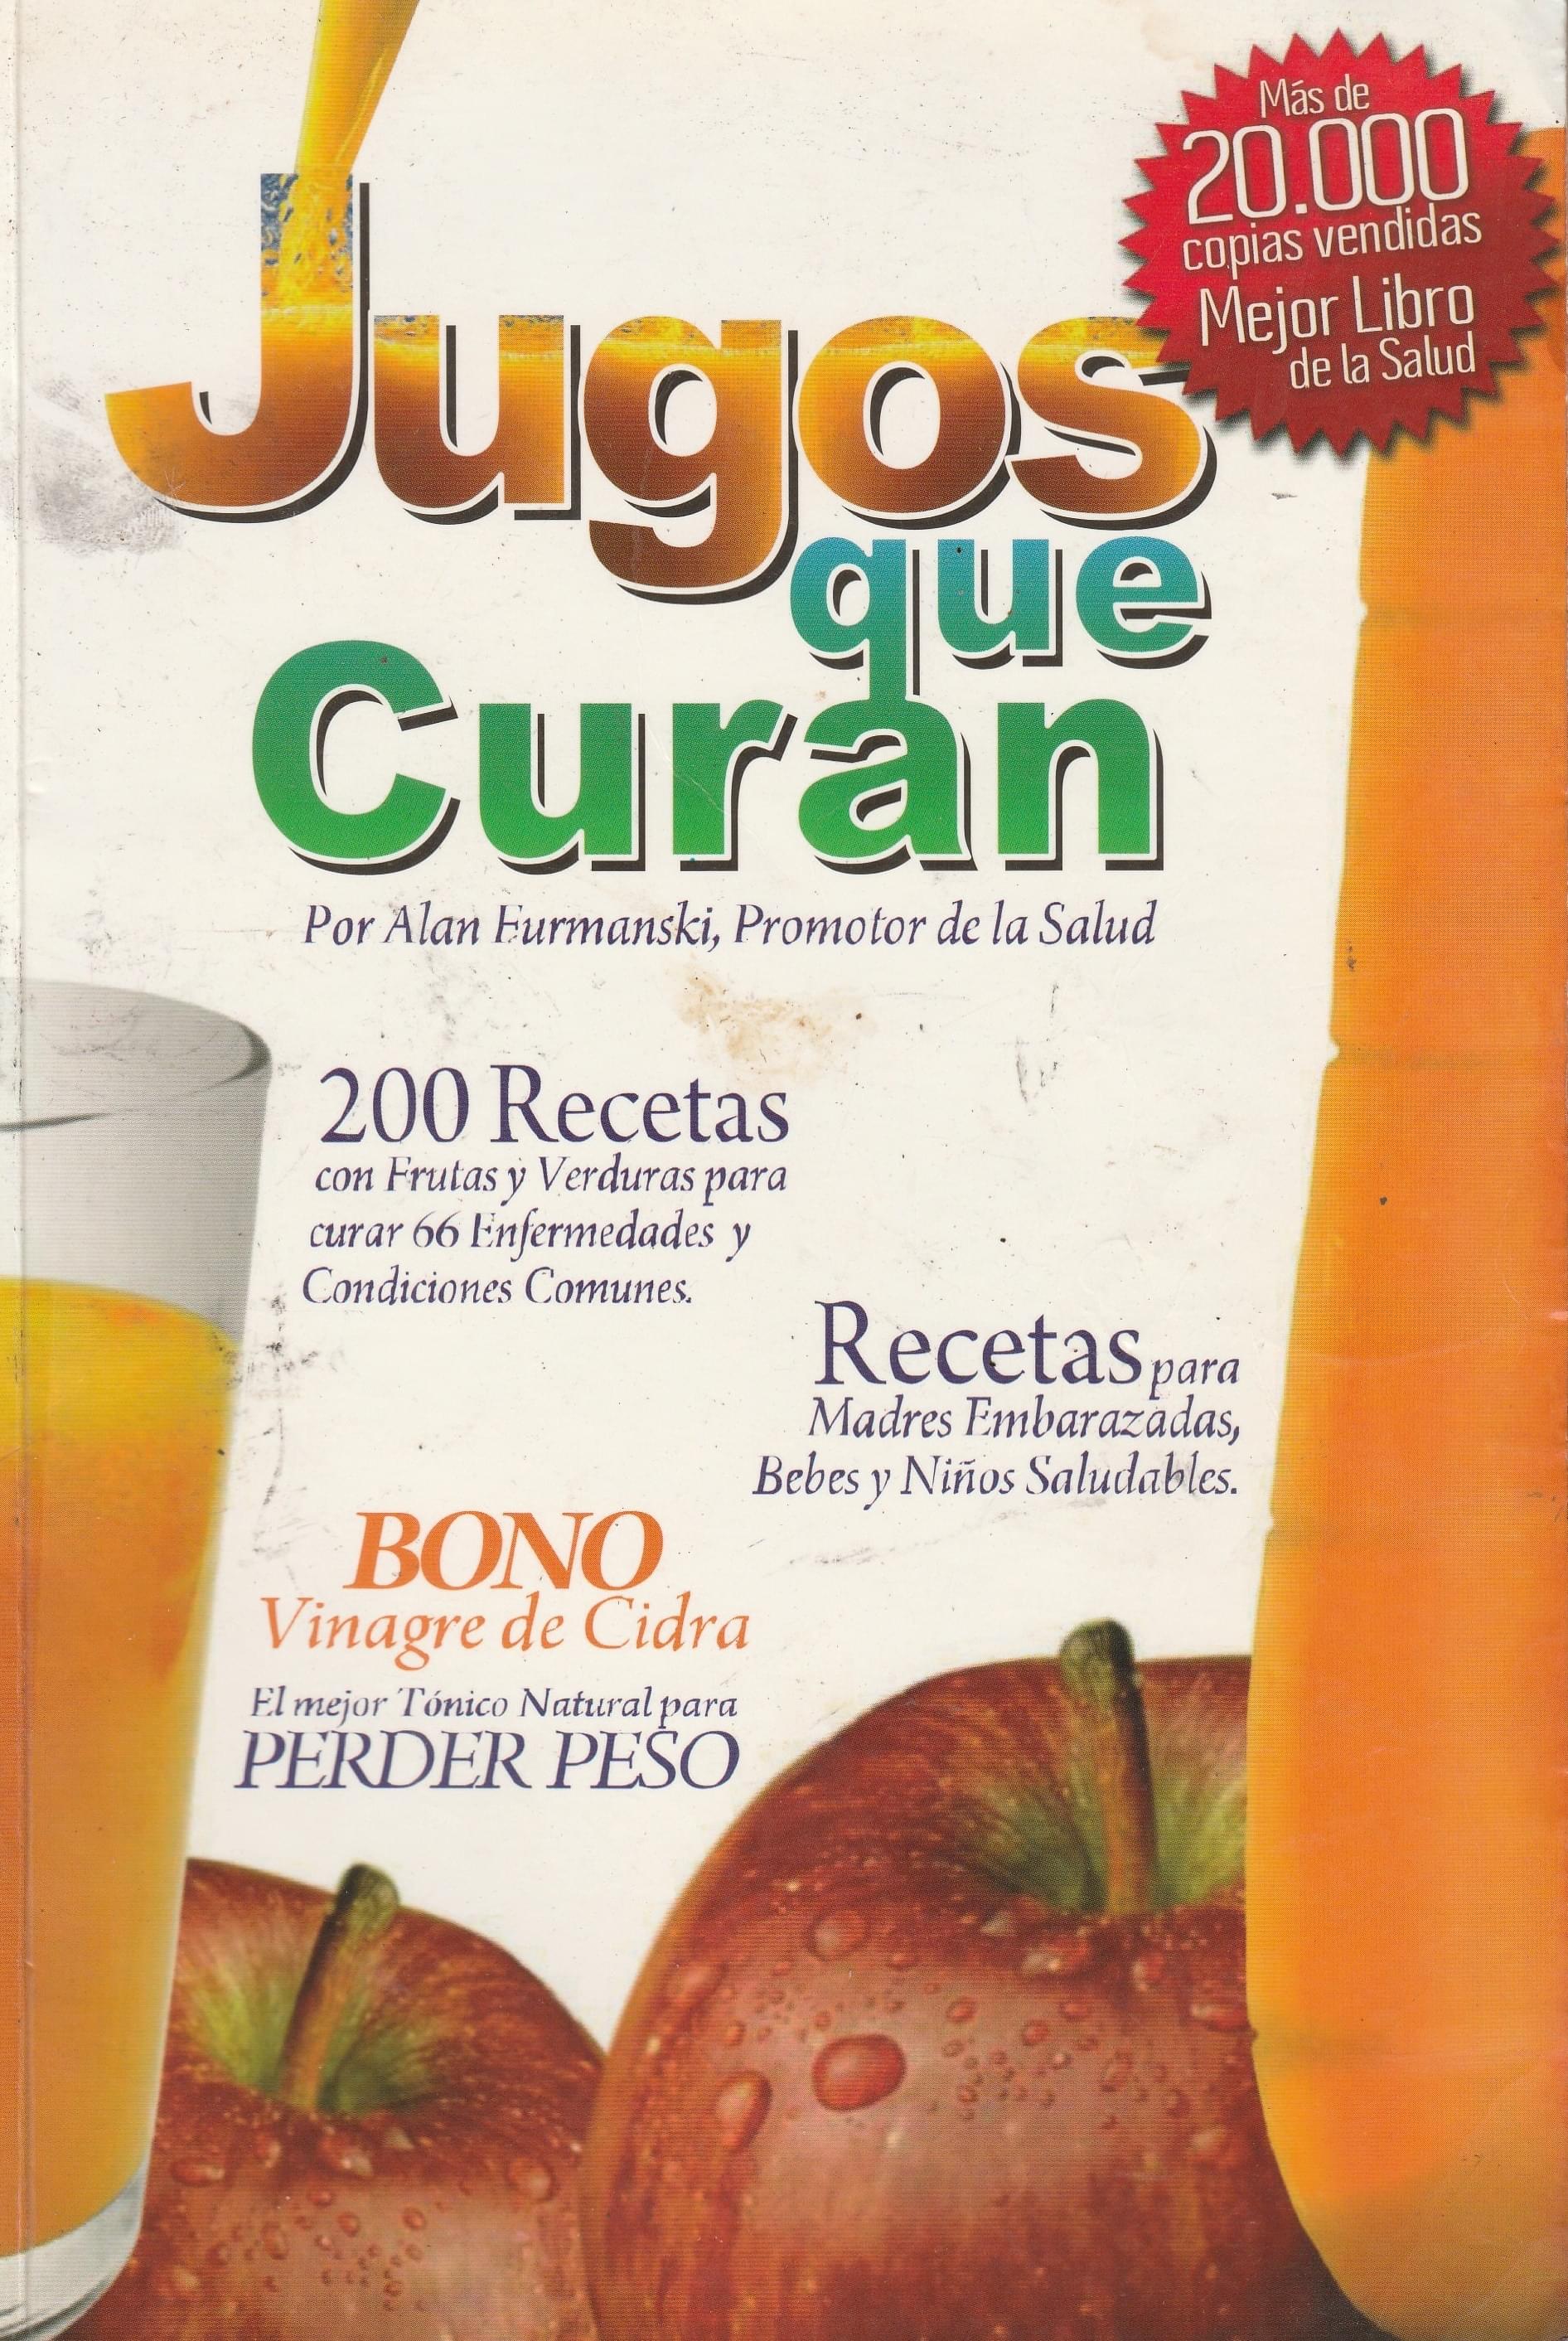 Más de
20.000
copias vendidas
Mejor Libro
de la Salud
Jugos
que
Curan
Por Alan Furmanski, Promotor de la Salud
200 Recetas
con Frutas y Verduras para
curar 66 Enfermedades y
Condiciones Comunes.
Recetas para
Madres Embarazadas,
Bebes y Niños Saludables.
BONO
Vinagre de Cidra
El mejor Tónico Natural para
PERDER PESO